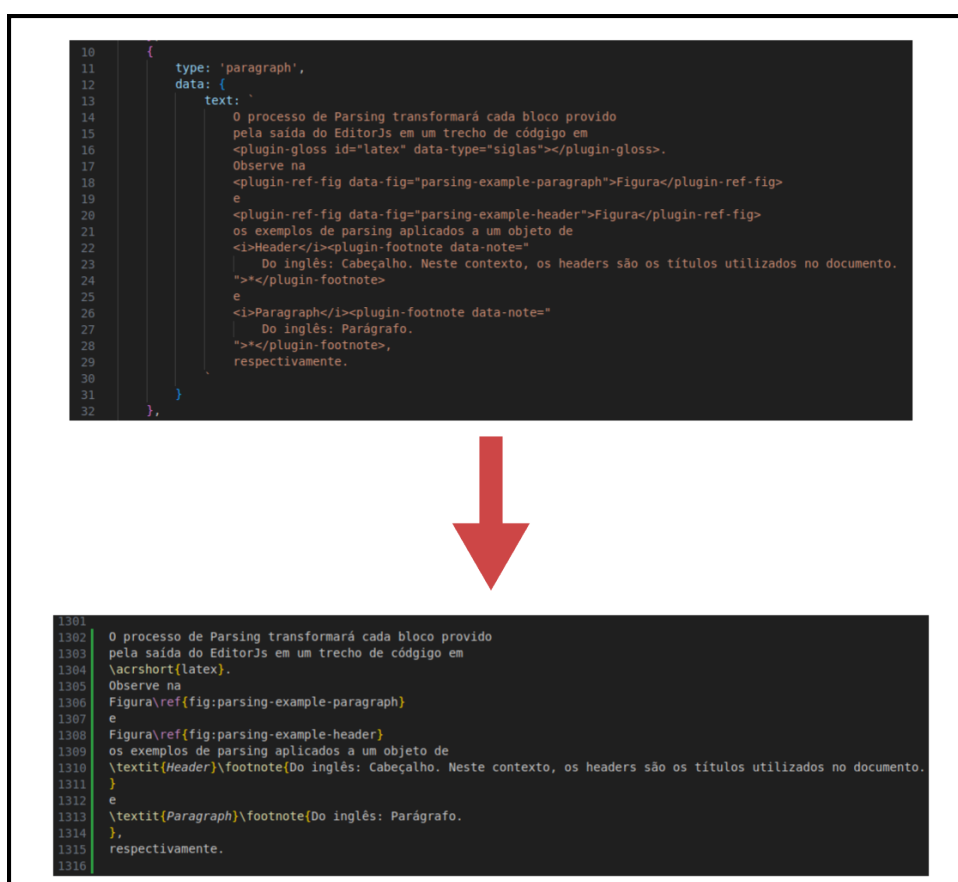 10 {
11 type: 'paragraph',
12 data: {
13 text: `
14 O processo de Parsing transformará cada bloco provido
15 pela saída do EditorJs em um trecho de códgigo em
16 <plugin-gloss id="latex" data-type="siglas"></plugin-gloss>.
17 Observe na
18 <plugin-ref-fig data-fig="parsing-example-paragraph">Figura</plugin-ref-fig>
19 e
20 <plugin-ref-fig data-fig="parsing-example-header">Figura</plugin-ref-fig>
21 os exemplos de parsing aplicados a um objeto de
22 <i>Header</i><plugin-footnote data-note="
23 Do inglês: Cabeçalho. Neste contexto, os headers são os títulos utilizados no documento.
24 ">*</plugin-footnote>
25 e
26 <i>Paragraph</i><plugin-footnote data-note="
27 Do inglês: Parágrafo.
28 ">*</plugin-footnote>,
29 respectivamente.
30 `
31 }
32 },
1301
1302 O processo de Parsing transformará cada bloco provido
1303 pela saída do EditorJs em um trecho de códgigo em
1304 \acrshort{latex}.
1305 Observe na
1306 Figura\ref{fig:parsing-example-paragraph}
1307 e
1308 Figura\ref{fig:parsing-example-header}
1309 os exemplos de parsing aplicados a um objeto de
1310 \textit{Header}\footnote{Do inglês: Cabeçalho. Neste contexto, os headers são os títulos utilizados no documento.
1311 }
1312 e
1313 \textit{Paragraph}\footnote{Do inglês: Parágrafo.
1314 },
1315 respectivamente.
1316